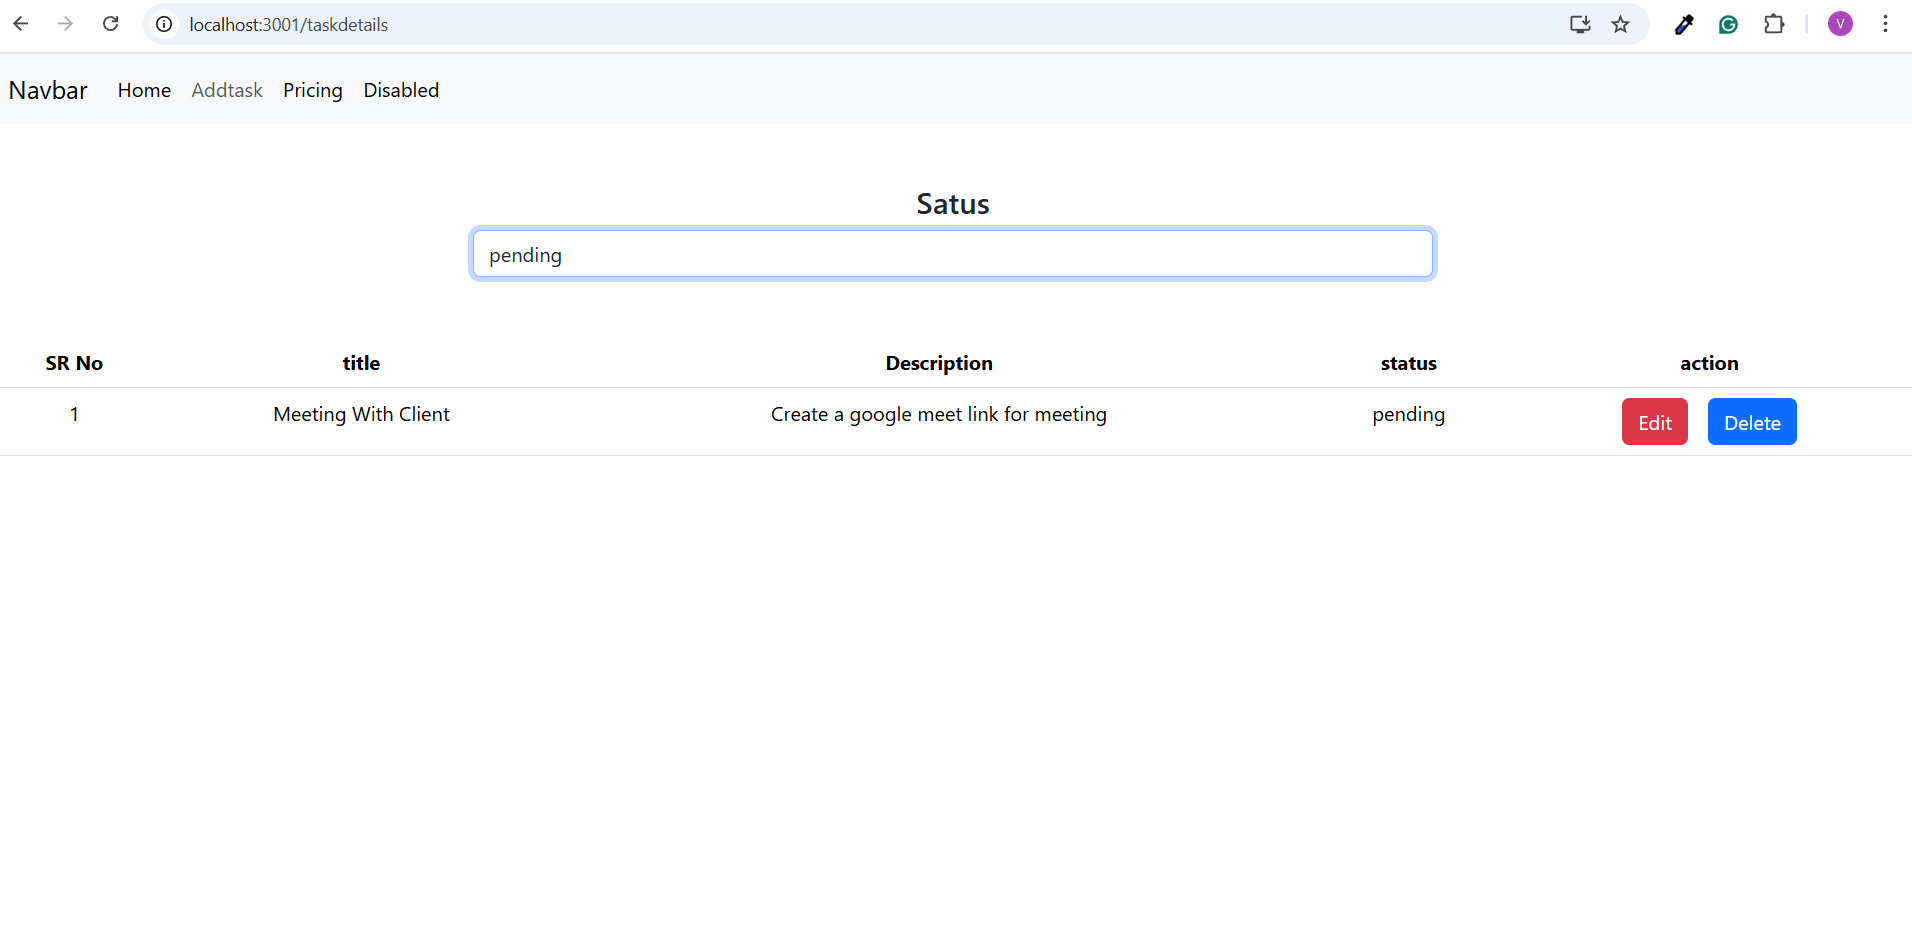 localhost:3001/taskdetails
V
Navbar Home Addtask Pricing Disabled
Satus
pending
SR No title Description status action
1 Meeting With Client Create a google meet link for meeting pending Edit Delete